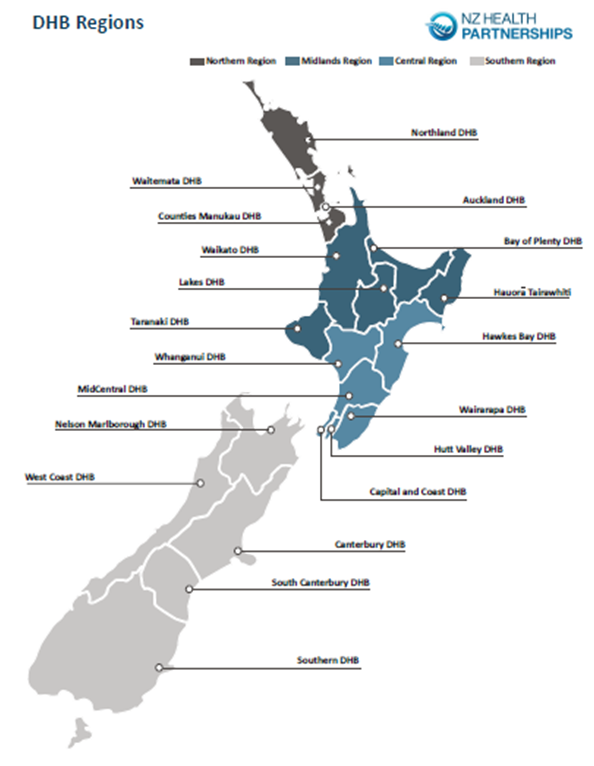 DHB Regions
NZ HEALTH
PARTNERSHIPS
Northern Region
Midlands Region
Central Region
Southern Region
Northland DHB
Waitemata DHB
Auckland DHB
Counties Manukau DHB
Bay of Plenty DHB
Waikato DHB
Lakes DHB
Hauorā Tairawhiti
Taranaki DHB
Hawkes Bay DHB
Whanganui DHB
MidCentral DHB
Wairarapa DHB
Nelson Marlborough DHB
Hutt Valley DHB
West Coast DHB
Capital and Coast DHB
Canterbury DHB
South Canterbury DHB
Southern DHB